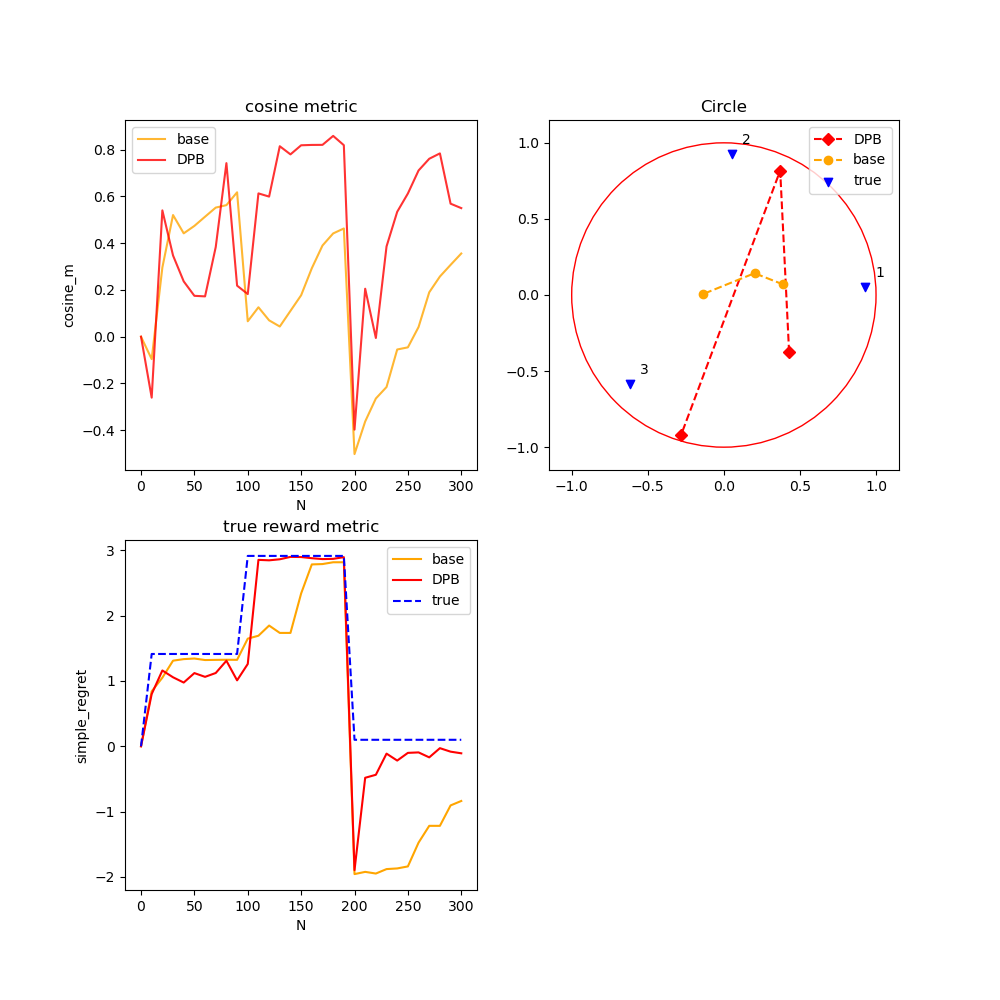 cosine metric
base
DPB
0.8
0.6
0.4
0.2
0.0
−0.2
−0.4
cosine_m
0 50 100 150 200 250 300
N
Circle
DPB
base
true
1.0
0.5
0.0
−0.5
−1.0
2
1
3
−1.0 −0.5 0.0 0.5 1.0
true reward metric
base
DPB
true
3
2
1
0
−1
−2
simple_regret
0 50 100 150 200 250 300
N